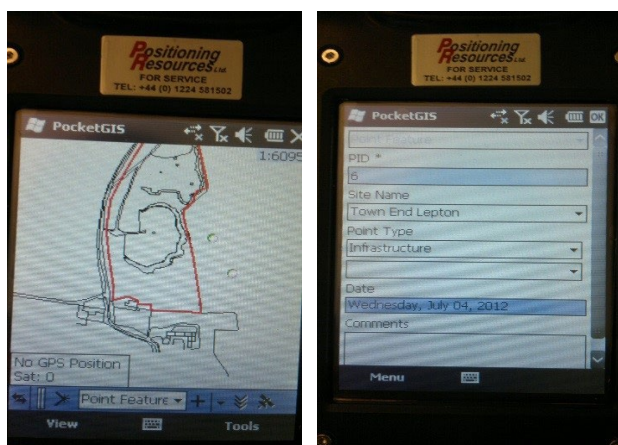 Positioning
Resources Ltd.
FOR SERVICE
TEL: +44 (0) 1224 581502
PocketGIS
1:6095
No GPS Position
Sat: 0
Point Feature
View
Tools
Positioning
Resources Ltd.
FOR SERVICE
TEL: +44 (0) 1224 581502
PocketGIS
OK
Point Feature
PID *
6
Site Name
Town End Lepton
Point Type
Infrastructure
Date
Wednesday, July 04, 2012
Comments
Menu